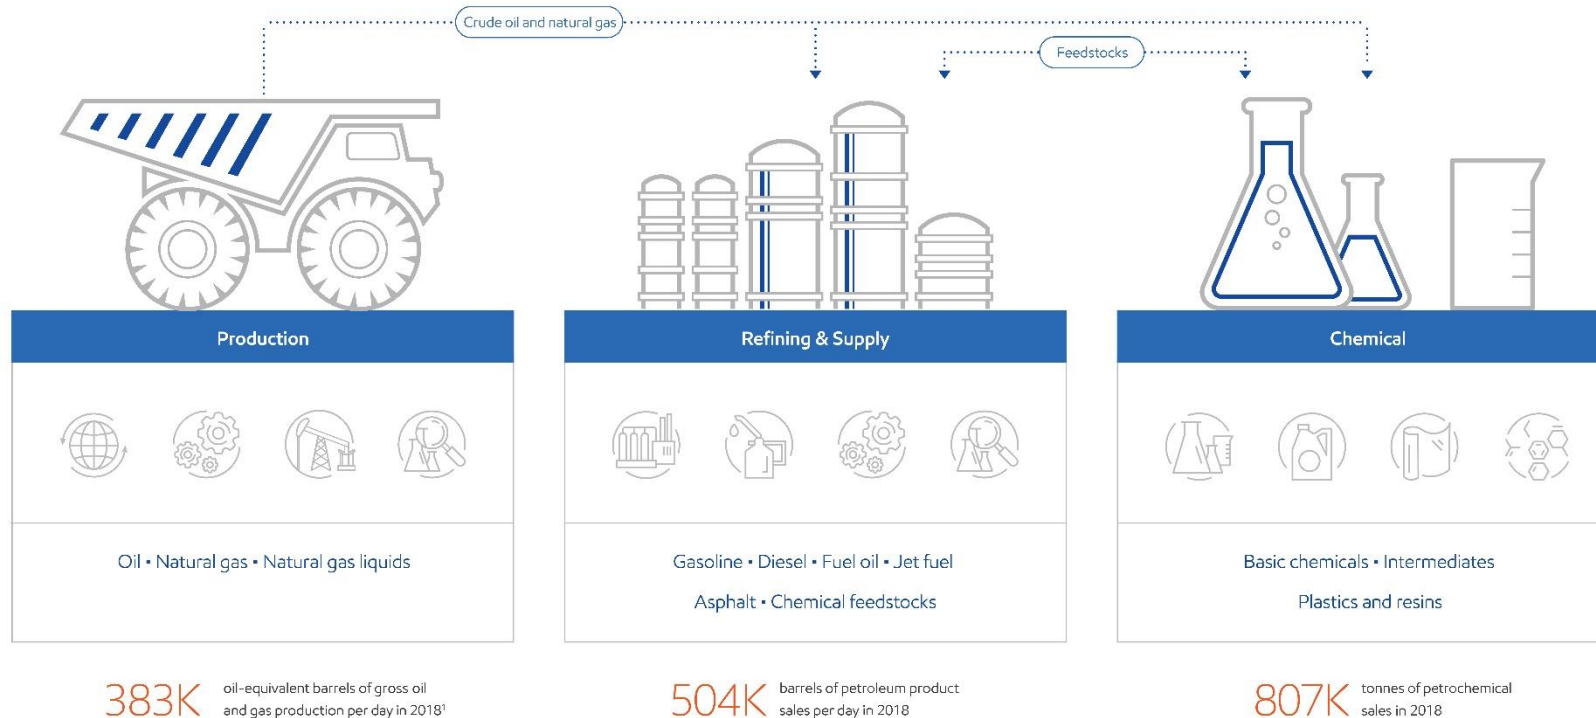 Crude oil and natural gas
Feedstocks
Production
Oil ▪ Natural gas ▪ Natural gas liquids
383K
oil-equivalent barrels of gross oil
and gas production per day in 2018¹
Refining & Supply
Gasoline ▪ Diesel ▪ Fuel oil ▪ Jet fuel
Asphalt ▪ Chemical feedstocks
504K
barrels of petroleum product
sales per day in 2018
Chemical
Basic chemicals ▪ Intermediates
Plastics and resins
807K
tonnes of petrochemical
sales in 2018